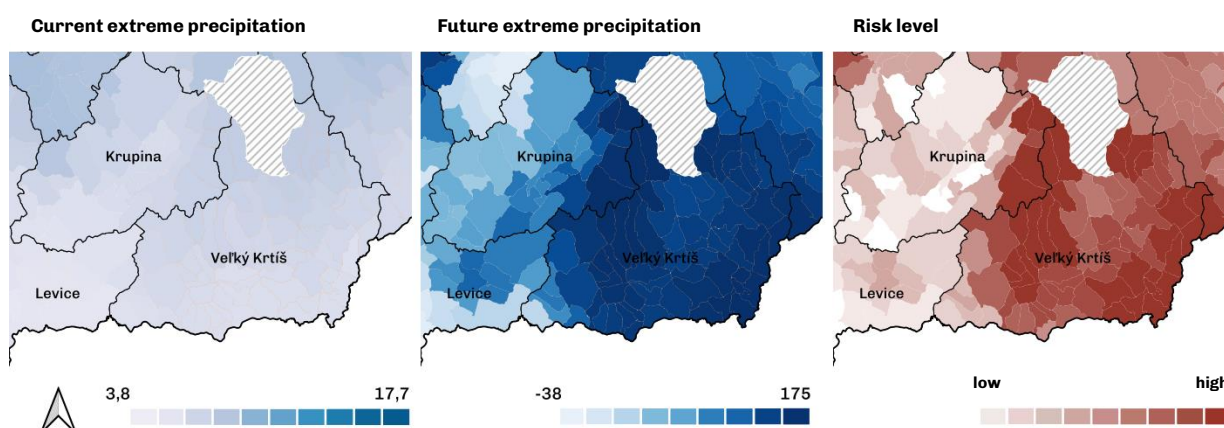 Current extreme precipitation
Future extreme precipitation
Risk level
Krupina
Veľký Krtíš
Levice
Krupina
Veľký Krtíš
Levice
Krupina
Veľký Krtíš
Levice
3,8 17,7
-38 175
low high